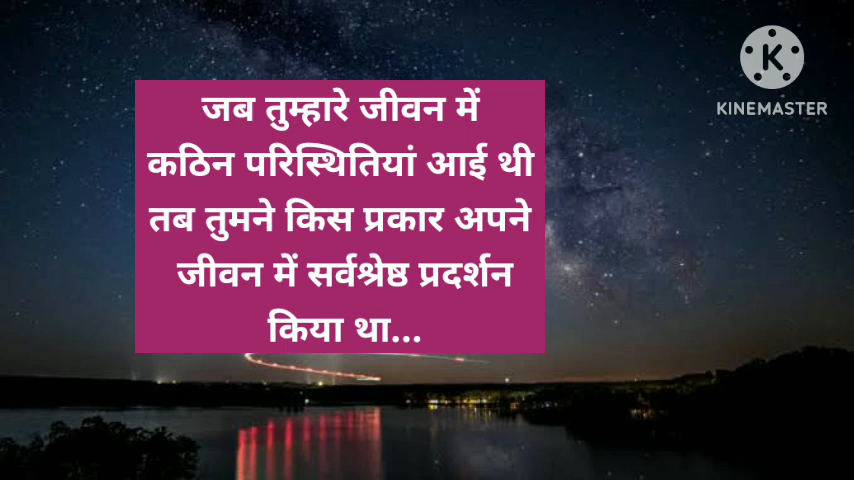 जब तुम्हारे जीवन में
कठिन परिस्थितियां आई थी
तब तुमने किस प्रकार अपने
जीवन में सर्वश्रेष्ठ प्रदर्शन
किया था...
K
KINEMASTER